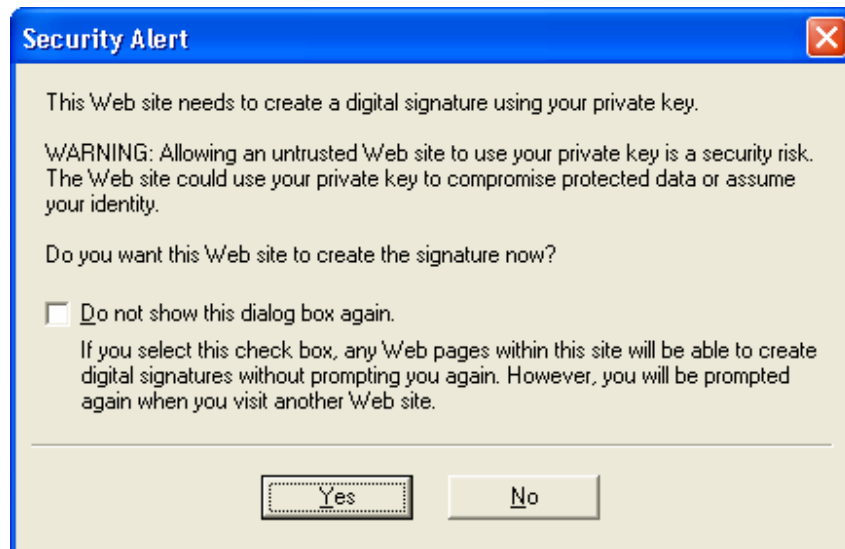 Security Alert
This Web site needs to create a digital signature using your private key.
WARNING: Allowing an untrusted Web site to use your private key is a security risk.
The Web site could use your private key to compromise protected data or assume
your identity.
Do you want this Web site to create the signature now?
Do not show this dialog box again.
If you select this check box, any Web pages within this site will be able to create
digital signatures without prompting you again. However, you will be prompted
again when you visit another Web site.
Yes No